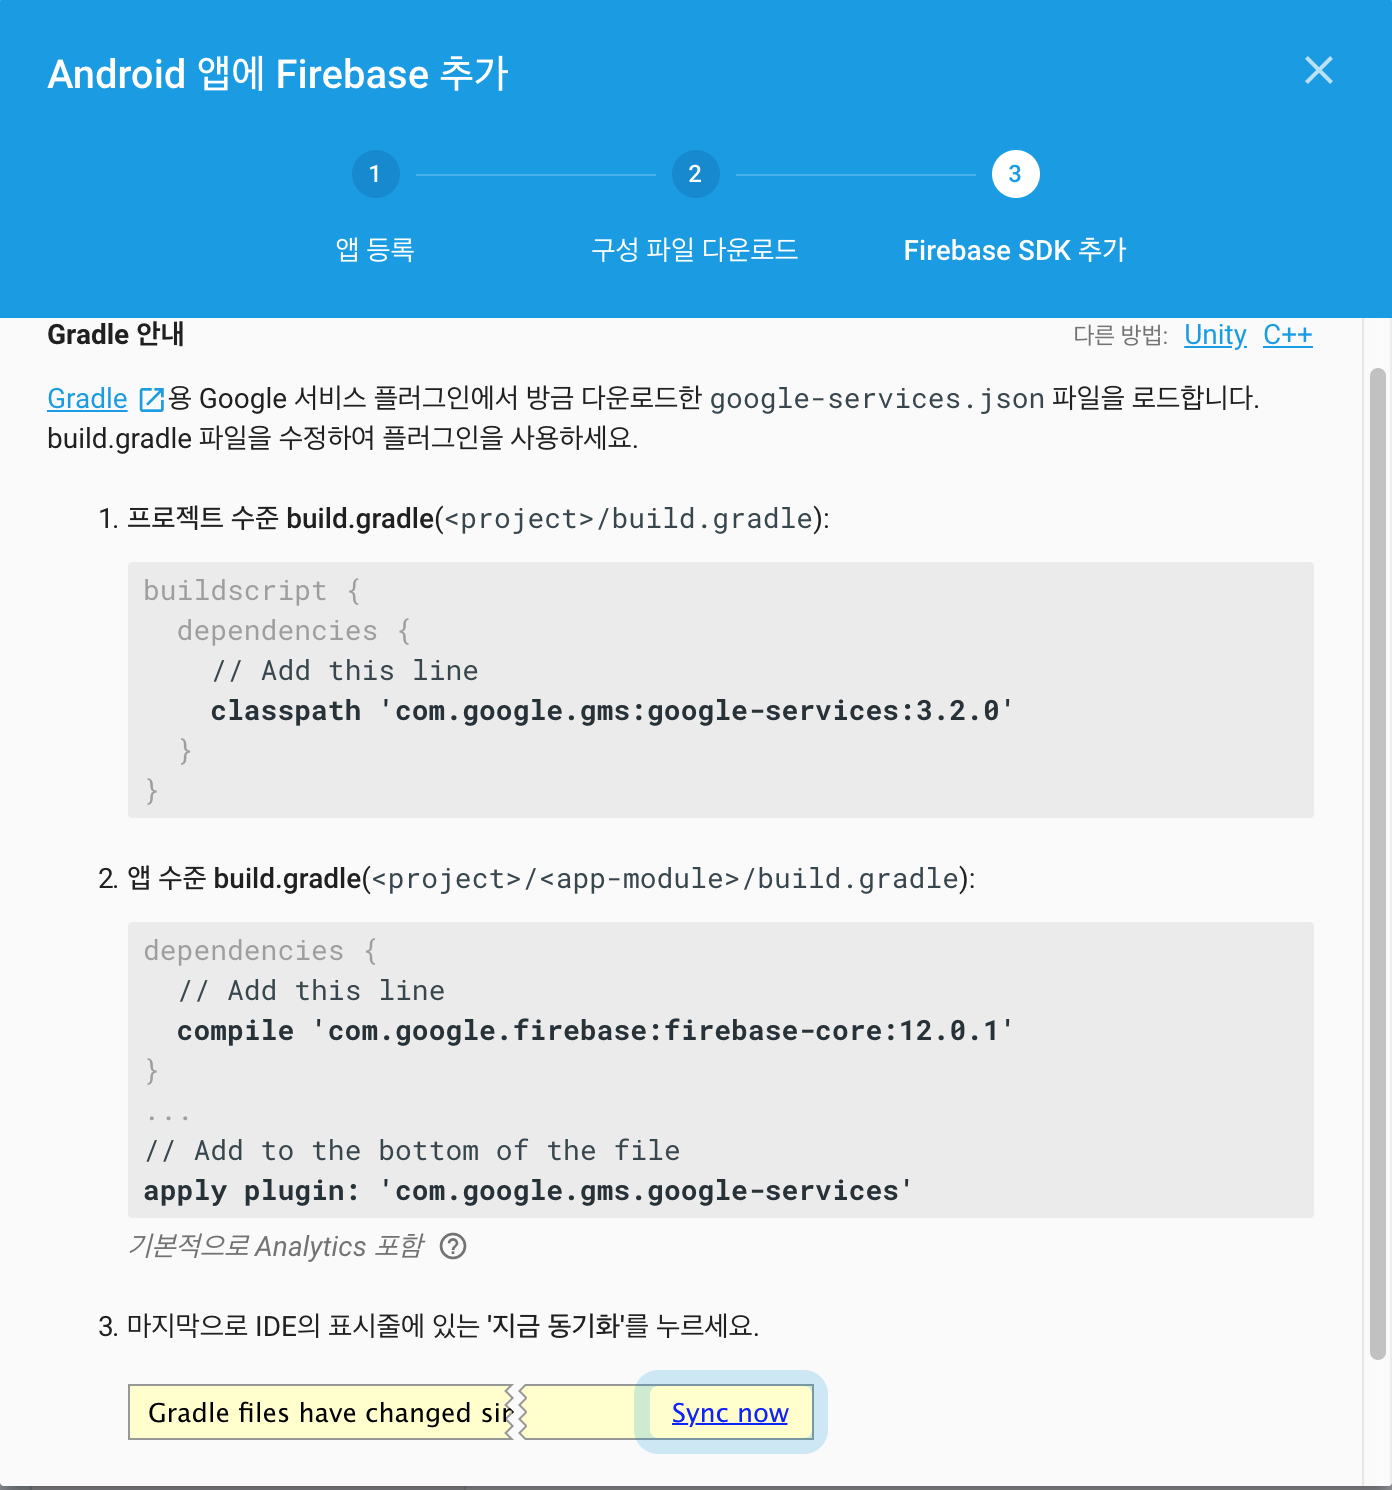 Android 앱에 Firebase 추가
1
2
3
앱 등록
구성 파일 다운로드
Firebase SDK 추가
Gradle 안내
다른 방법: Unity C++
Gradle 용 Google 서비스 플러그인에서 방금 다운로드한 google-services.json 파일을 로드합니다.
build.gradle 파일을 수정하여 플러그인을 사용하세요.
1. 프로젝트 수준 build.gradle(<project>/build.gradle):
buildscript {
dependencies {
// Add this line
classpath 'com.google.gms:google-services:3.2.0'
}
}
2. 앱 수준 build.gradle(<project>/<app-module>/build.gradle):
dependencies {
// Add this line
compile 'com.google.firebase:firebase-core:12.0.1'
}
...
// Add to the bottom of the file
apply plugin: 'com.google.gms.google-services'
기본적으로 Analytics 포함 ?
3. 마지막으로 IDE의 표시줄에 있는 '지금 동기화'를 누르세요.
Gradle files have changed sin Sync now